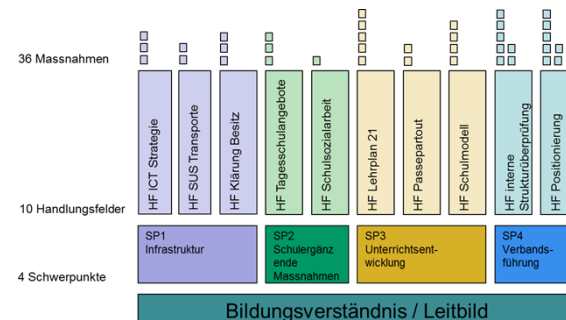 36 Massnahmen
HF ICT Strategie
HF SUS Transporte
HF Klärung Besitz
HF Tagesschulangebote
HF Schulsozialarbeit
HF Lehrplan 21
HF Passepartout
HF Schulmodell
HF interne
Strukturüberprüfung
HF Positionierung
10 Handlungsfelder
SP1
Infrastruktur
SP2
Schulergänz
ende
Massnahmen
SP3
Unterrichtsent-
wicklung
SP4
Verbands-
führung
4 Schwerpunkte
Bildungsverständnis / Leitbild